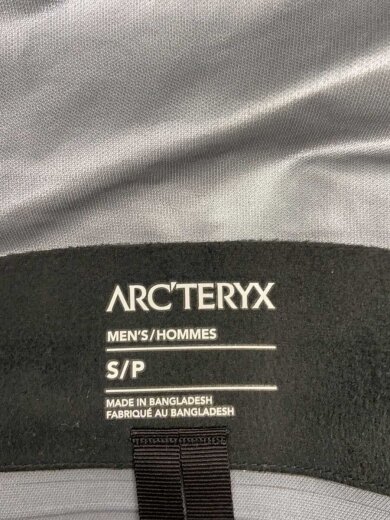 ARC'TERYX
MEN'S/HOMMES
S/P
MADE IN BANGLADESH
FABRIQUÉ AU BANGLADESH